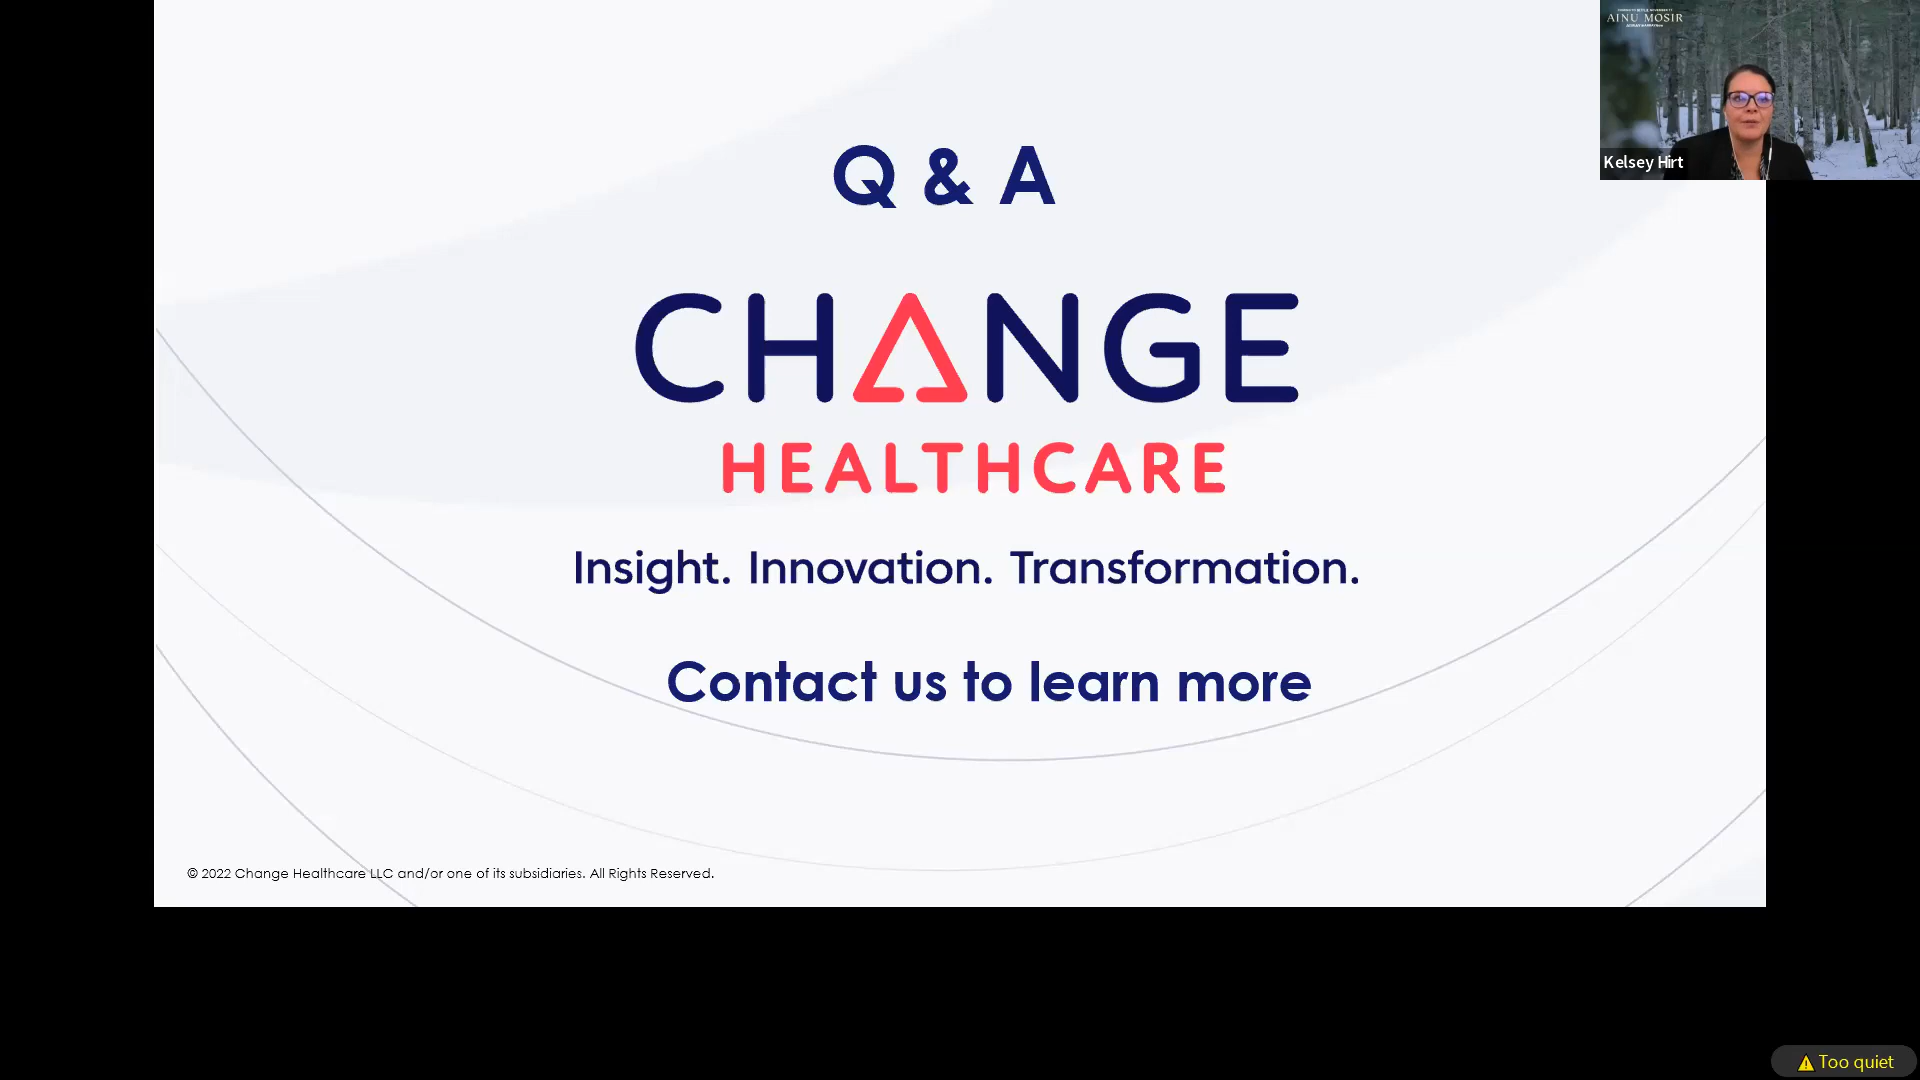 Q & A
CHANGE
HEALTHCARE
Insight. Innovation. Transformation.
Contact us to learn more
© 2022 Change Healthcare LLC and/or one of its subsidiaries. All Rights Reserved.
AINU MOSIR
Kelsey Hirt
Too quiet